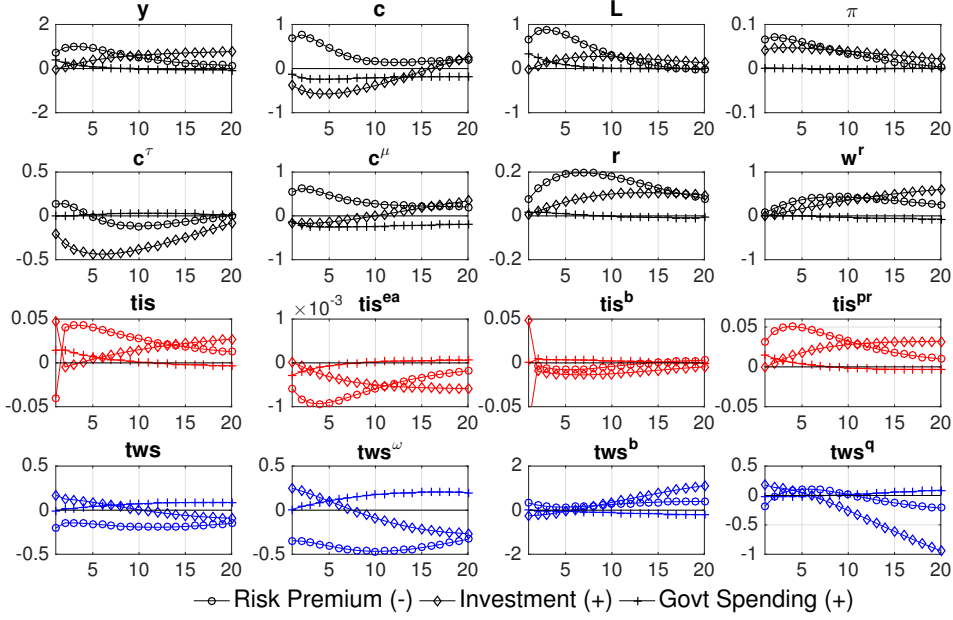 y c L π
2 1 1 0.1
0 0 0 0
-2 -1 -1 -0.1
5 10 15 20 5 10 15 20 5 10 15 20 5 10 15 20
c^τ c^μ r w^r
0.5 1 0.2 1
0 0 0 0
-0.5 -1 -0.2 -1
5 10 15 20 5 10 15 20 5 10 15 20 5 10 15 20
tis tis^ea tis^b tis^pr
×10^-3
0.05 1 0.05 0.05
0 0 0 0
-0.05 -1 -0.05 -0.05
5 10 15 20 5 10 15 20 5 10 15 20 5 10 15 20
tws tws^ω tws^b tws^q
0.5 0.5 2 0.5
0 0 0 0
-0.5
-0.5 -0.5 -2 -1
5 10 15 20 5 10 15 20 5 10 15 20 5 10 15 20
Risk Premium (-) Investment (+) Govt Spending (+)